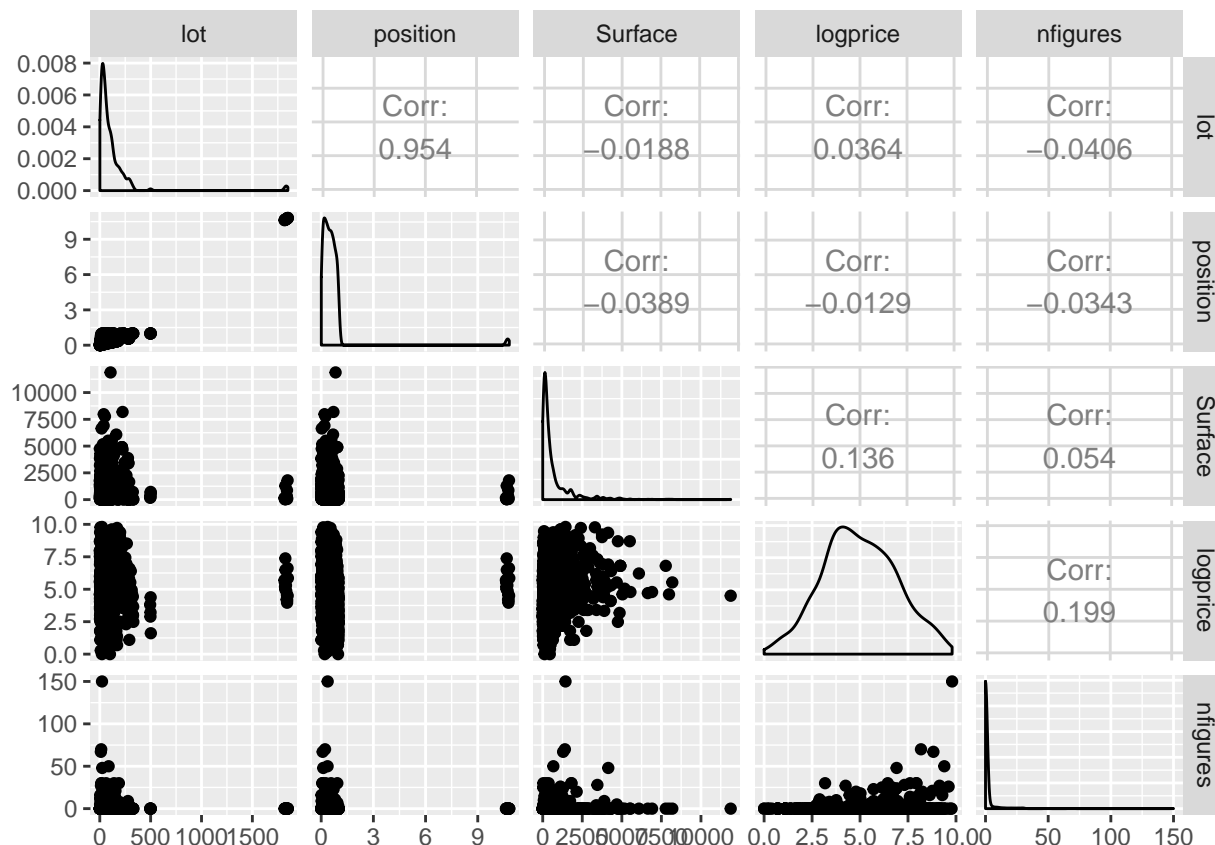 lot position Surface logprice nfigures
0.008
0.006
0.004
0.002
0.000
Corr:
0.954
Corr:
−0.0188
Corr:
0.0364
Corr:
−0.0406
lot
9
6
3
0
Corr:
−0.0389
Corr:
−0.0129
Corr:
−0.0343
position
10000
7500
5000
2500
0
Corr:
0.136
Corr:
0.054
Surface
10.0
7.5
5.0
2.5
0.0
Corr:
0.199
logprice
150
100
50
0
nfigures
0 500 1000 1500 0 3 6 9 0 2500 5000 7500 10000 0.0 2.5 5.0 7.5 10.0 0 50 100 150